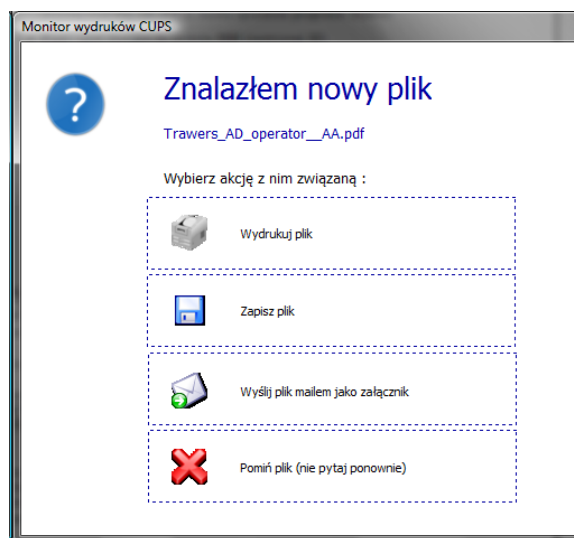 Monitor wydruków CUPS
Znalazłem nowy plik
Trawers_AD_operator__AA.pdf
Wybierz akcję z nim związaną :
Wydrukuj plik
Zapisz plik
Wyślij plik mailem jako załącznik
Pomiń plik (nie pytaj ponownie)